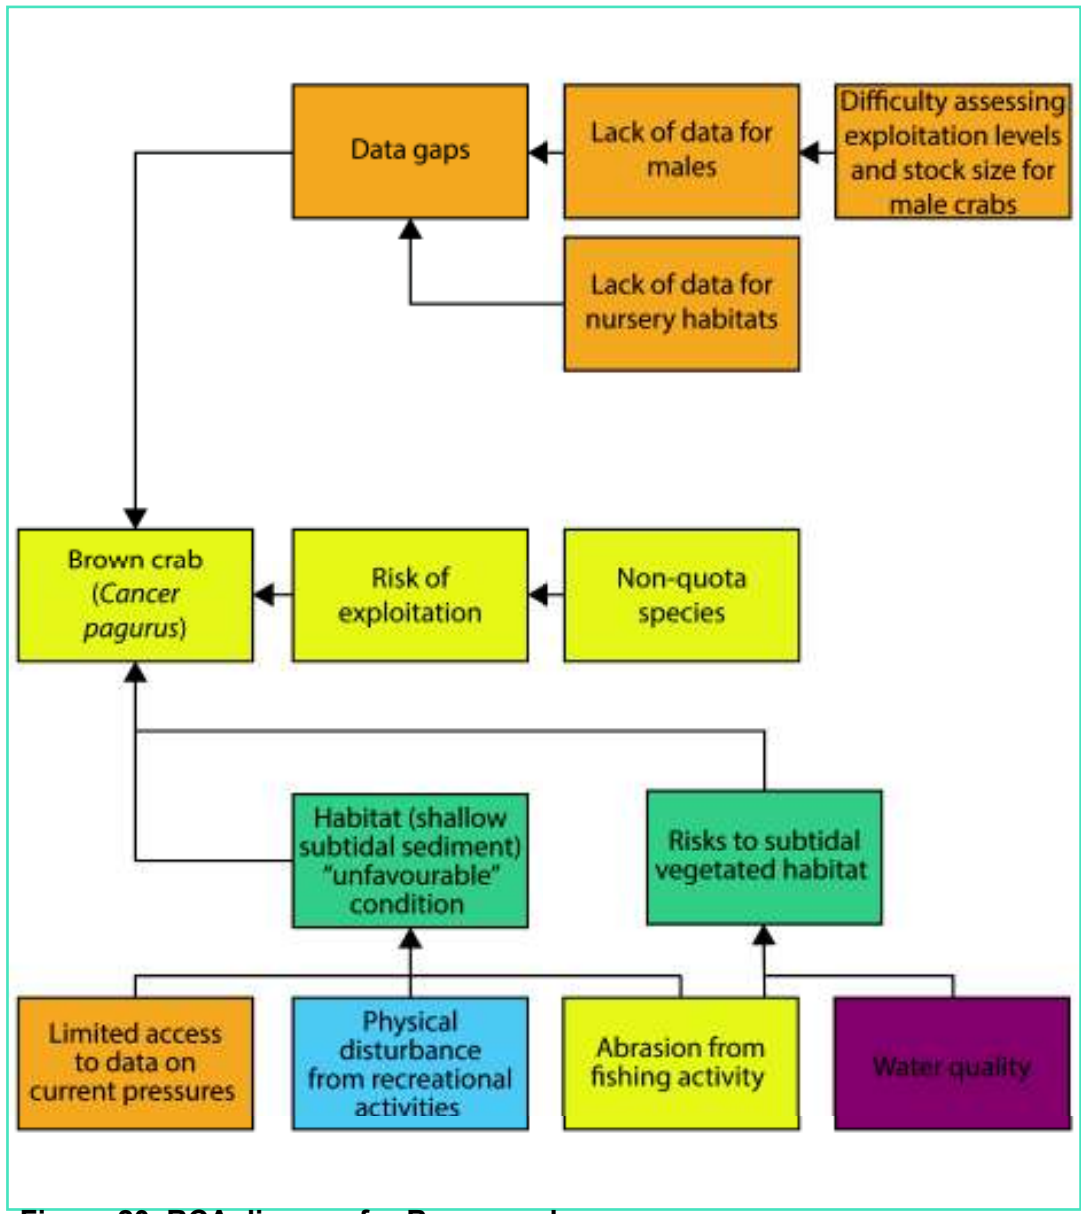 Data gaps
Lack of data for
males
Difficulty assessing
exploitation levels
and stock size for
male crabs
Lack of data for
nursery habitats
Brown crab
(Cancer
pagurus)
Risk of
exploitation
Non-quota
species
Habitat (shallow
subtidal sediment)
“unfavourable”
condition
Risks to subtidal
vegetated habitat
Limited access
to data on
current pressures
Physical
disturbance
from recreational
activities
Abrasion from
fishing activity
Water quality